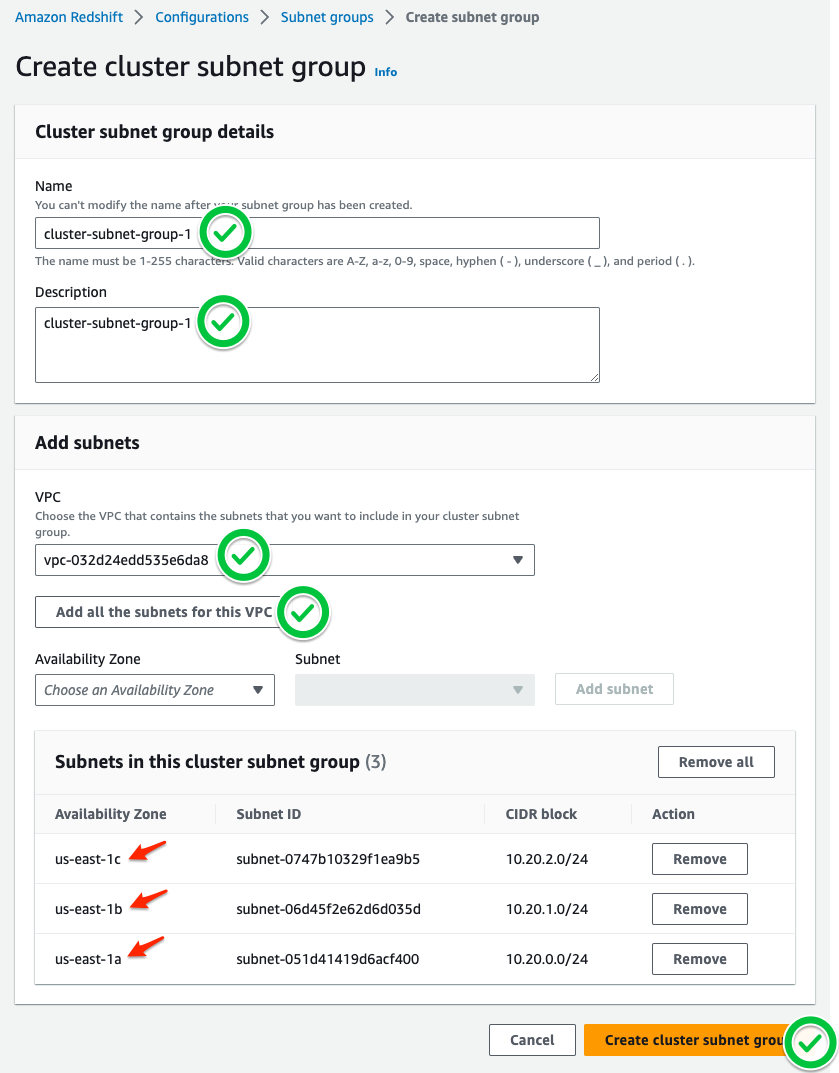 Amazon Redshift > Configurations > Subnet groups > Create subnet group
Create cluster subnet group Info
Cluster subnet group details
Name
You can't modify the name after your subnet group has been created.
cluster-subnet-group-1
The name must be 1-255 characters. Valid characters are A-Z, a-z, 0-9, space, hyphen ( - ), underscore ( _ ), and period ( . ).
Description
cluster-subnet-group-1
Add subnets
VPC
Choose the VPC that contains the subnets that you want to include in your cluster subnet
group.
vpc-032d24edd535e6da8
Add all the subnets for this VPC
Availability Zone Subnet
Choose an Availability Zone Add subnet
Subnets in this cluster subnet group (3) Remove all
Availability Zone Subnet ID CIDR block Action
us-east-1c subnet-0747b10329f1ea9b5 10.20.2.0/24 Remove
us-east-1b subnet-06d45f2e62d6d035d 10.20.1.0/24 Remove
us-east-1a subnet-051d41419d6acf400 10.20.0.0/24 Remove
Cancel Create cluster subnet grou